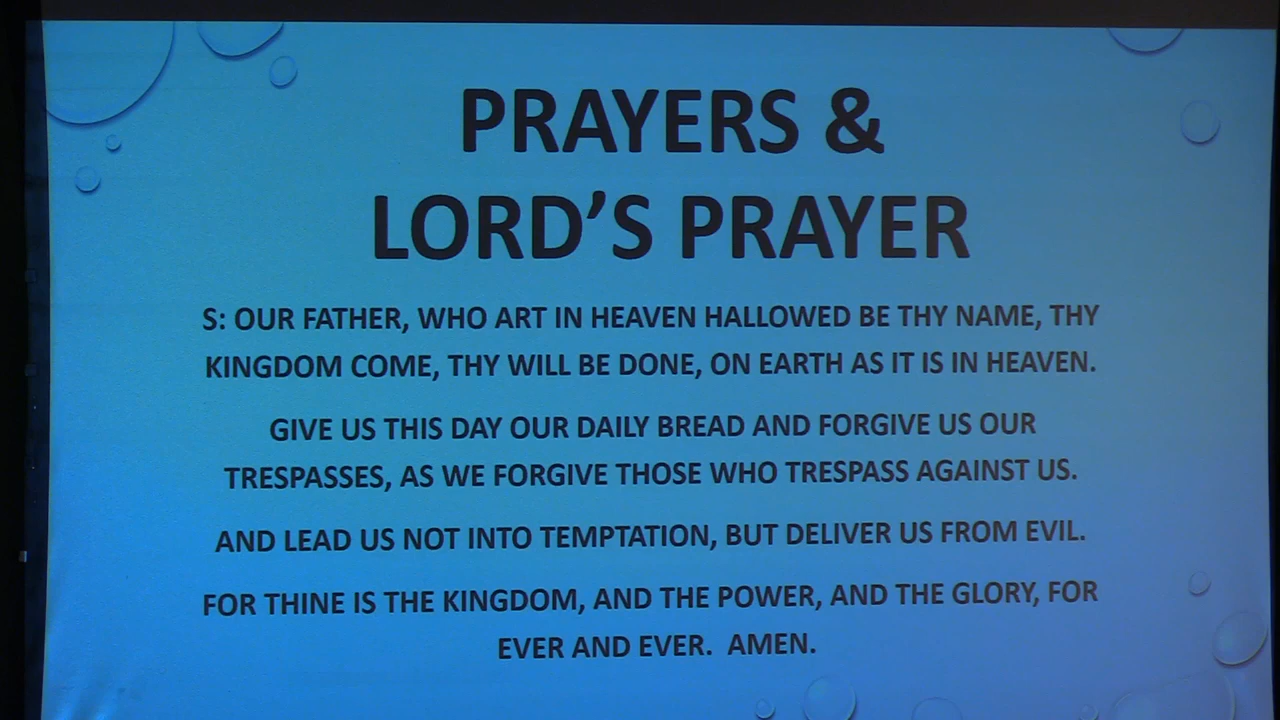 PRAYERS &
LORD’S PRAYER
S: OUR FATHER, WHO ART IN HEAVEN HALLOWED BE THY NAME, THY
KINGDOM COME, THY WILL BE DONE, ON EARTH AS IT IS IN HEAVEN.
GIVE US THIS DAY OUR DAILY BREAD AND FORGIVE US OUR
TRESPASSES, AS WE FORGIVE THOSE WHO TRESPASS AGAINST US.
AND LEAD US NOT INTO TEMPTATION, BUT DELIVER US FROM EVIL.
FOR THINE IS THE KINGDOM, AND THE POWER, AND THE GLORY, FOR
EVER AND EVER.  AMEN.